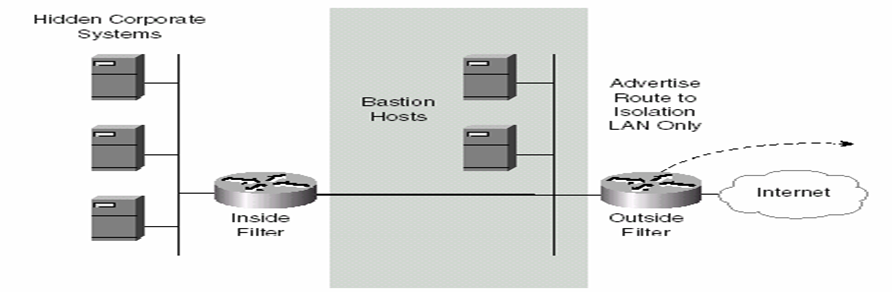 Hidden Corporate
Systems
Bastion
Hosts
Advertise
Route to
Isolation
LAN Only
Internet
Inside
Filter
Outside
Filter